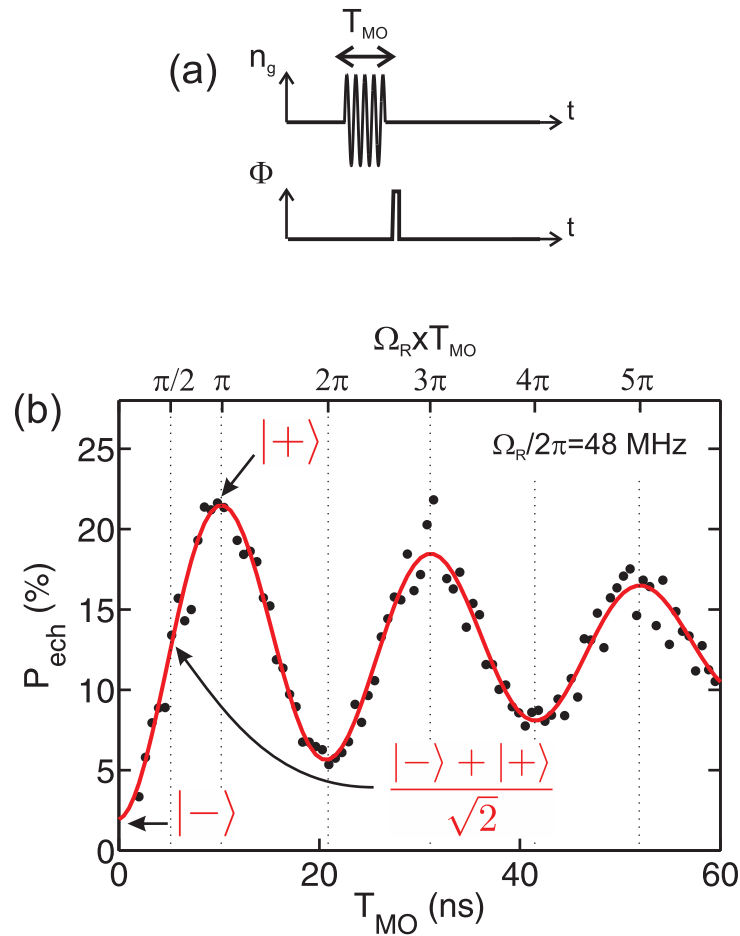 T_MO
(a)
n_g
t
Φ
t
Ω_R x T_MO
π/2 π 2π 3π 4π 5π
(b)
|+⟩
Ω_R/2π=48 MHz
25
20
15
10
5
0
P_ech (%)
|−⟩ + |+⟩
√2
|−⟩
0 20 40 60
T_MO (ns)